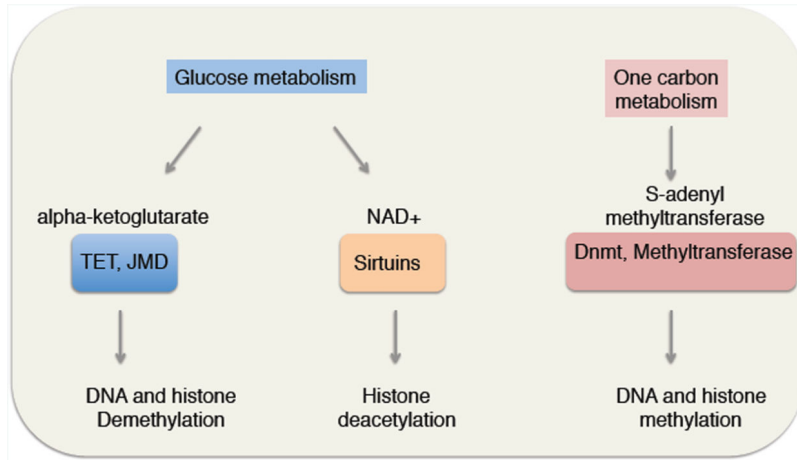 Glucose metabolism
One carbon
metabolism
alpha-ketoglutarate
NAD+
S-adenyl
methyltransferase
TET, JMD
Sirtuins
Dnmt, Methyltransferase
DNA and histone
Demethylation
Histone
deacetylation
DNA and histone
methylation